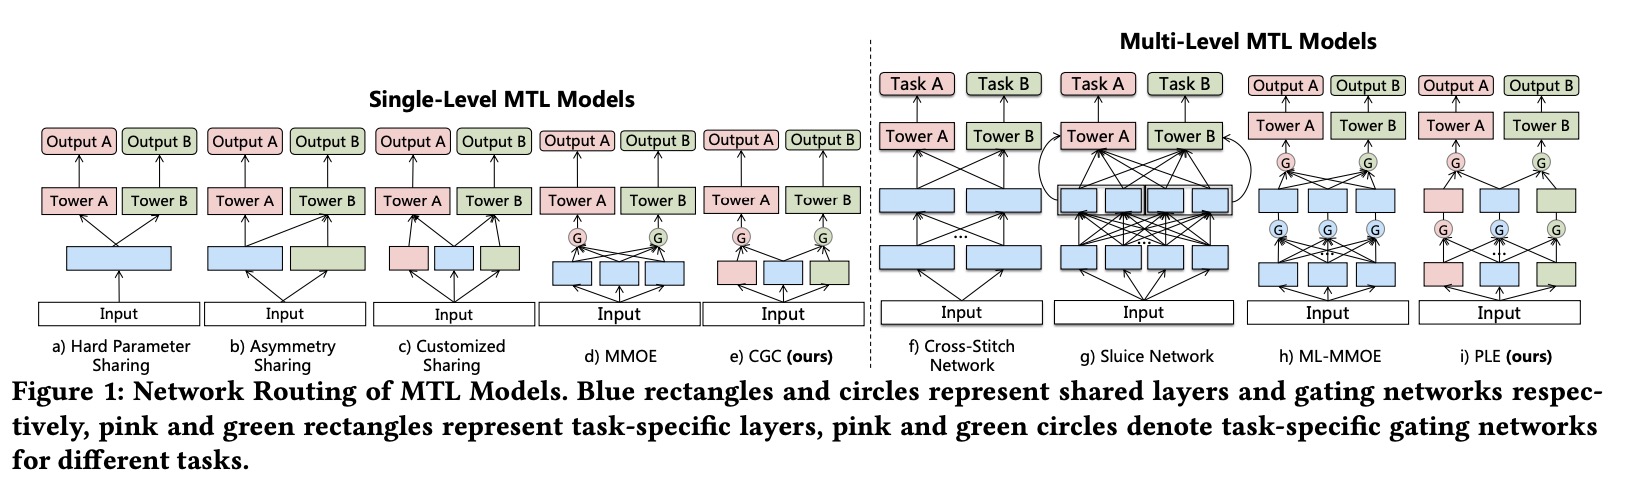 Single-Level MTL Models
Output A Output B
Tower A Tower B
Input
a) Hard Parameter
Sharing
Output A Output B
Tower A Tower B
Input
b) Asymmetry
Sharing
Output A Output B
Tower A Tower B
Input
c) Customized
Sharing
Output A Output B
Tower A Tower B
G G
Input
d) MMOE
Output A Output B
Tower A Tower B
G G
Input
e) CGC (ours)
Multi-Level MTL Models
Task A Task B
Tower A Tower B
...
Input
f) Cross-Stitch
Network
Task A Task B
Tower A Tower B
...
Input
g) Sluice Network
Output A Output B
Tower A Tower B
G G
G G G
...
Input
h) ML-MMOE
Output A Output B
Tower A Tower B
G G
G G G
...
Input
i) PLE (ours)
Figure 1: Network Routing of MTL Models. Blue rectangles and circles represent shared layers and gating networks respec-
tively, pink and green rectangles represent task-specific layers, pink and green circles denote task-specific gating networks
for different tasks.